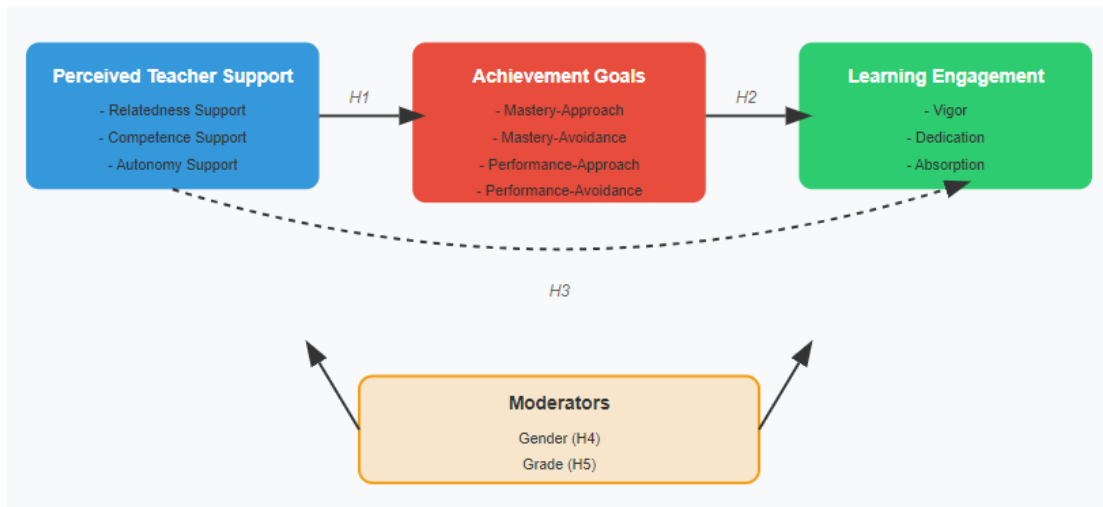 Perceived Teacher Support
- Relatedness Support
- Competence Support
- Autonomy Support
H1
Achievement Goals
- Mastery-Approach
- Mastery-Avoidance
- Performance-Approach
- Performance-Avoidance
H2
Learning Engagement
- Vigor
- Dedication
- Absorption
H3
Moderators
Gender (H4)
Grade (H5)